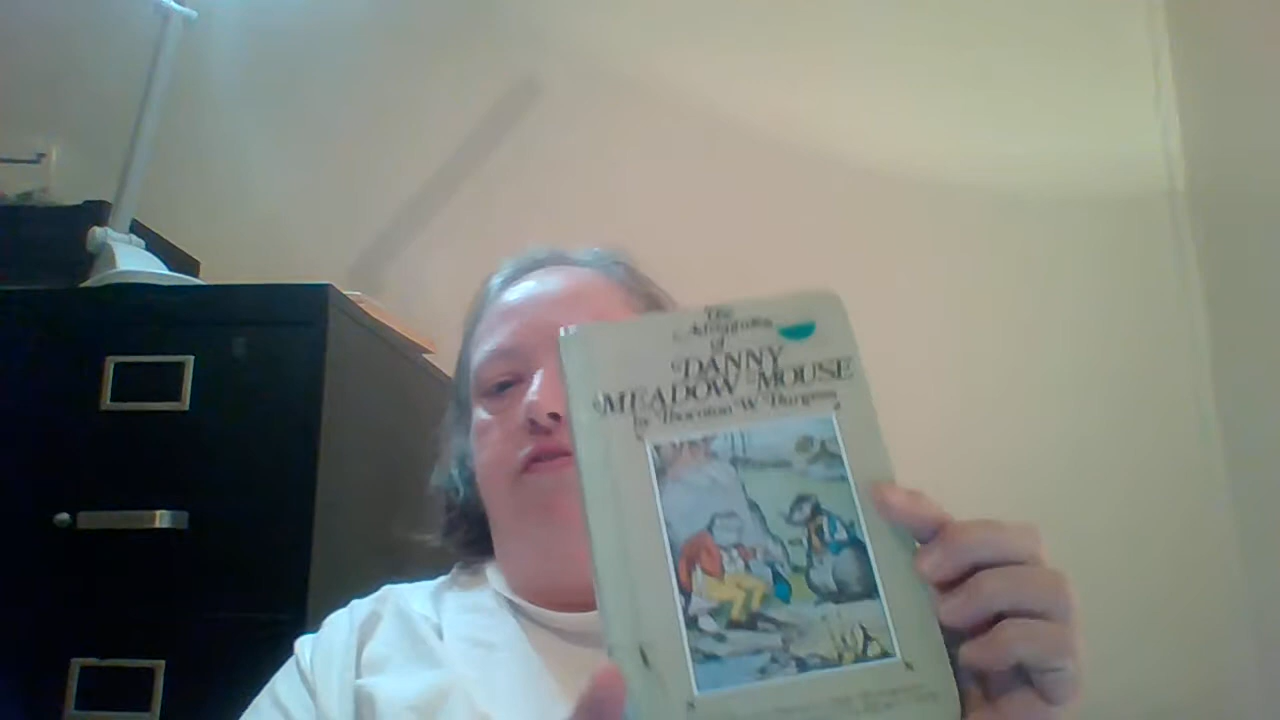 The
Adventures
of
DANNY
MEADOW MOUSE
by Thornton W. Burgess